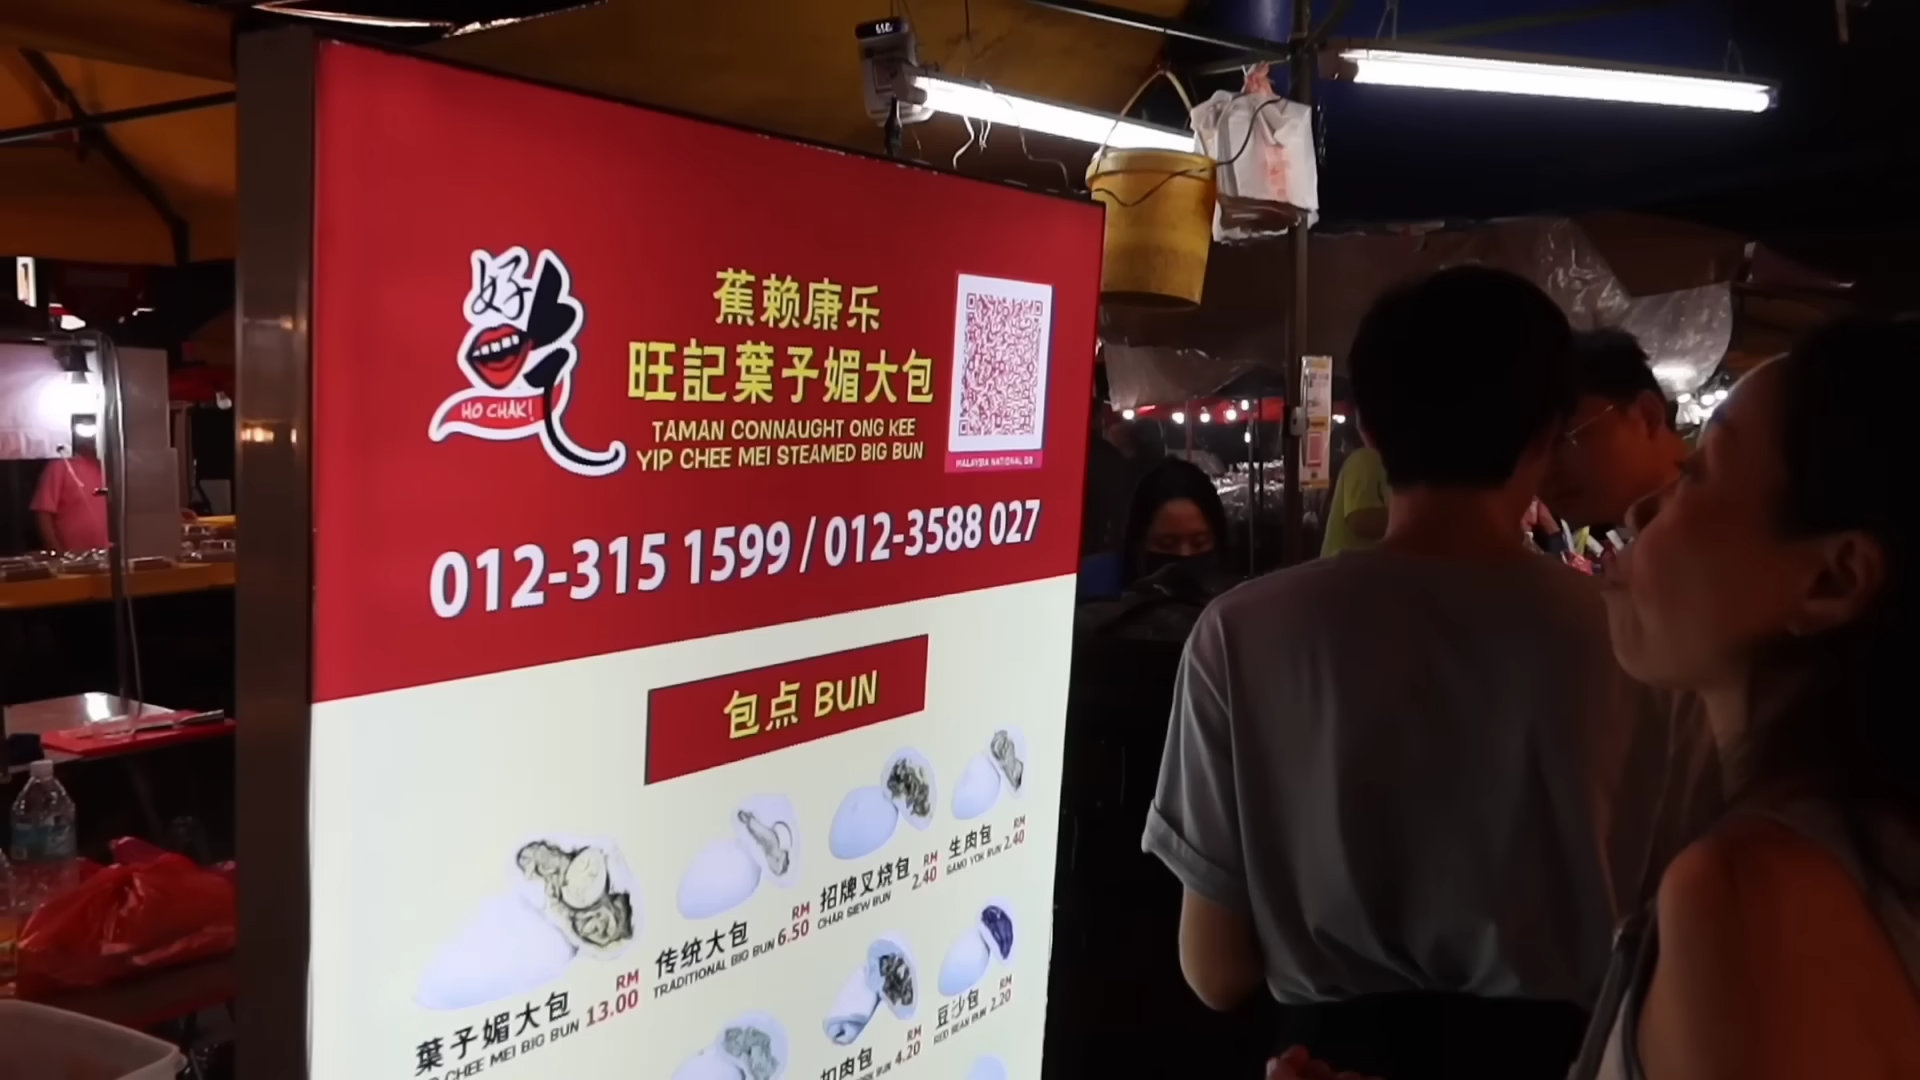 好
HO CHAK!
蕉赖康乐
旺記葉子媚大包
TAMAN CONNAUGHT ONG KEE
YIP CHEE MEI STEAMED BIG BUN
MALAYSIA NATIONAL QR
012-315 1599 / 012-3588 027
包点 BUN
葉子媚大包
CHEE MEI BIG BUN
RM
13.00
传统大包
TRADITIONAL BIG BUN
RM
6.50
招牌叉烧包
CHAR SIEW BUN
RM
2.40
生肉包
SANG YOK BUN
RM
2.40
扣肉包
BUN
RM
4.20
豆沙包
RED BEAN BUN
RM
2.20